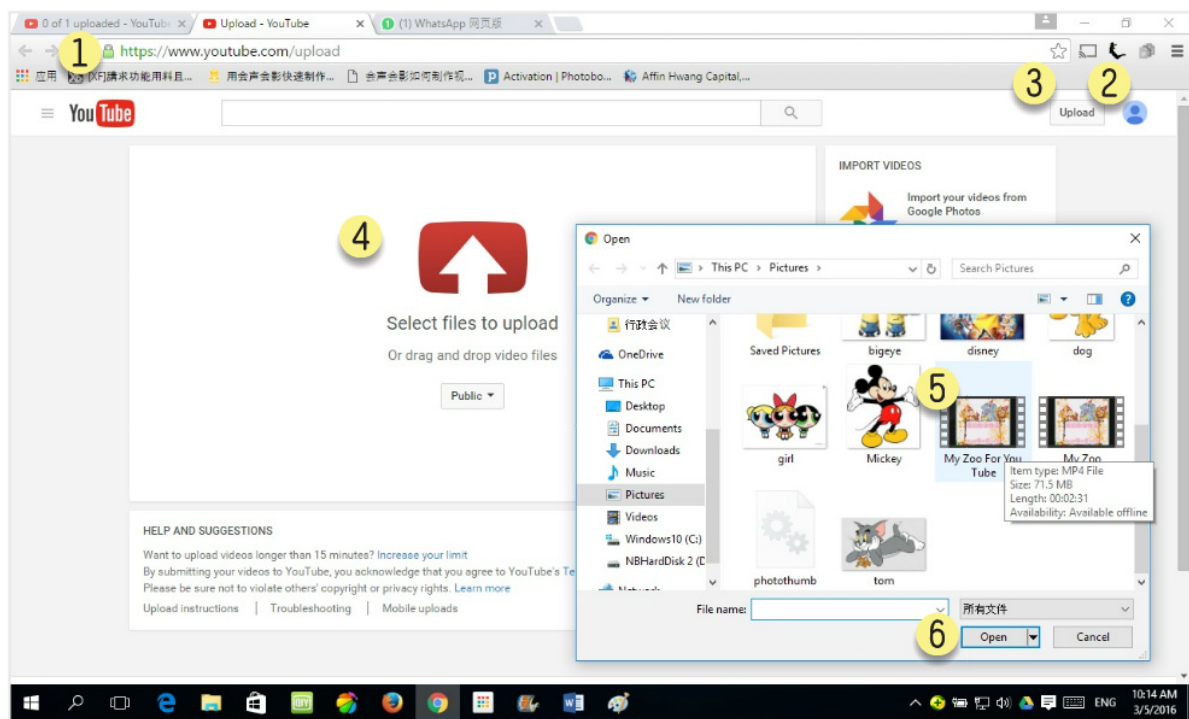 0 of 1 uploaded - YouTub
Upload - YouTube
(1) WhatsApp 网页版
1
https://www.youtube.com/upload
应用
[XF]請求功能用料且...
用会声会影快速制作...
会声会影如何制作视...
Activation | Photobo...
Affin Hwang Capital,...
3
2
YouTube
Upload
4
Select files to upload
Or drag and drop video files
Public
IMPORT VIDEOS
Import your videos from
Google Photos
Open
This PC > Pictures >
Search Pictures
Organize
New folder
行政会议
OneDrive
This PC
Desktop
Documents
Downloads
Music
Pictures
Videos
Windows10 (C:)
NBHardDisk 2 (D
Network
Saved Pictures
bigeye
disney
dog
5
girl
Mickey
My Zoo For You
Tube
My Zoo
Item type: MP4 File
Size: 71.5 MB
Length: 00:02:31
Availability: Available offline
photothumb
tom
File name:
所有文件
6
Open
Cancel
HELP AND SUGGESTIONS
Want to upload videos longer than 15 minutes? Increase your limit
By submitting your videos to YouTube, you acknowledge that you agree to YouTube's Te
Please be sure not to violate others' copyright or privacy rights. Learn more
Upload instructions | Troubleshooting | Mobile uploads
ENG
10:14 AM
3/5/2016